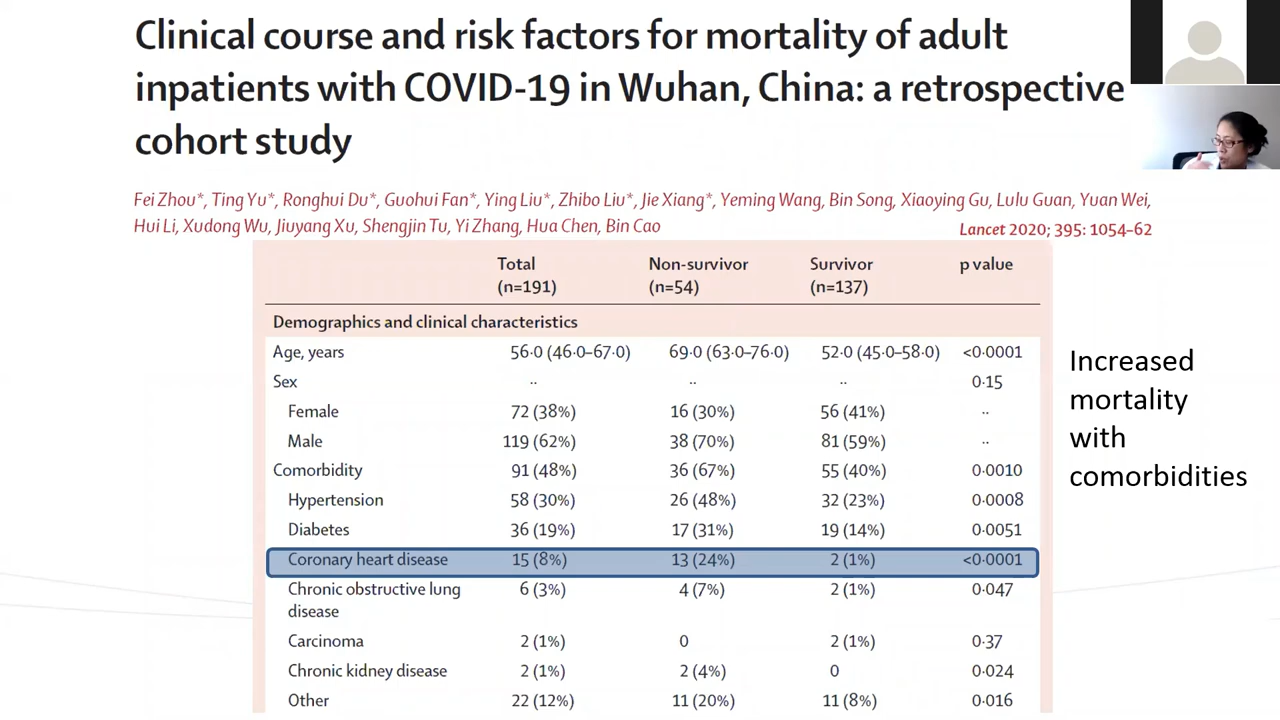 Clinical course and risk factors for mortality of adult
inpatients with COVID-19 in Wuhan, China: a retrospective
cohort study
Fei Zhou*, Ting Yu*, Ronghui Du*, Guohui Fan*, Ying Liu*, Zhibo Liu*, Jie Xiang*, Yeming Wang, Bin Song, Xiaoying Gu, Lulu Guan, Yuan Wei,
Hui Li, Xudong Wu, Jiuyang Xu, Shengjin Tu, Yi Zhang, Hua Chen, Bin Cao
Lancet 2020; 395: 1054–62
Total Non-survivor Survivor p value
(n=191) (n=54) (n=137)
Demographics and clinical characteristics
Age, years 56·0 (46·0–67·0) 69·0 (63·0–76·0) 52·0 (45·0–58·0) <0·0001
Sex ·· ·· ·· 0·15
Female 72 (38%) 16 (30%) 56 (41%) ··
Male 119 (62%) 38 (70%) 81 (59%) ··
Comorbidity 91 (48%) 36 (67%) 55 (40%) 0·0010
Hypertension 58 (30%) 26 (48%) 32 (23%) 0·0008
Diabetes 36 (19%) 17 (31%) 19 (14%) 0·0051
Coronary heart disease 15 (8%) 13 (24%) 2 (1%) <0·0001
Chronic obstructive lung 6 (3%) 4 (7%) 2 (1%) 0·047
disease
Carcinoma 2 (1%) 0 2 (1%) 0·37
Chronic kidney disease 2 (1%) 2 (4%) 0 0·024
Other 22 (12%) 11 (20%) 11 (8%) 0·016
Increased
mortality
with
comorbidities